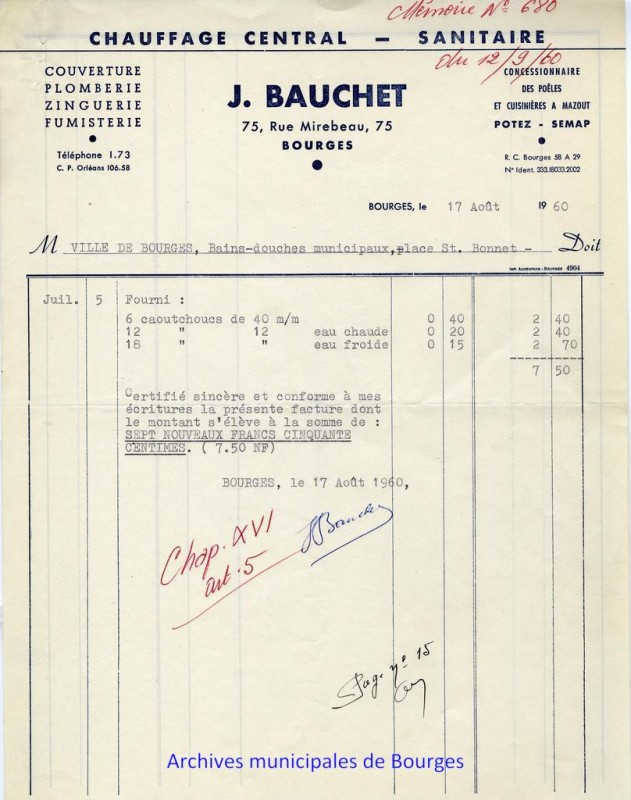 Mémoire Nº 680
du 12/9/60
CHAUFFAGE CENTRAL — SANITAIRE
COUVERTURE
PLOMBERIE
ZINGUERIE
FUMISTERIE
Téléphone 1.73
C. P. Orléans 106.58
J. BAUCHET
75, Rue Mirebeau, 75
BOURGES
CONCESSIONNAIRE
DES POÊLES
ET CUISINIÈRES A MAZOUT
POTEZ - SEMAP
R. C. Bourges 58 A 29
Nº Ident. 333.18033.2002
BOURGES, le 17 Août 1960
M VILLE DE BOURGES, Bains-douches municipaux, place St. Bonnet - Doit
4904
Juil. 5 Fourni :
6 caoutchoucs de 40 m/m 0 40 2 40
12 " 12 eau chaude 0 20 2 40
18 " " eau froide 0 15 2 70
7 50
Certifié sincère et conforme à mes
écritures la présente facture dont
le montant s'élève à la somme de :
SEPT NOUVEAUX FRANCS CINQUANTE
CENTIMES. ( 7.50 NF)
BOURGES, le 17 Août 1960,
Chap. XVI
art. 5
JBauchet
Page nº 15
Archives municipales de Bourges